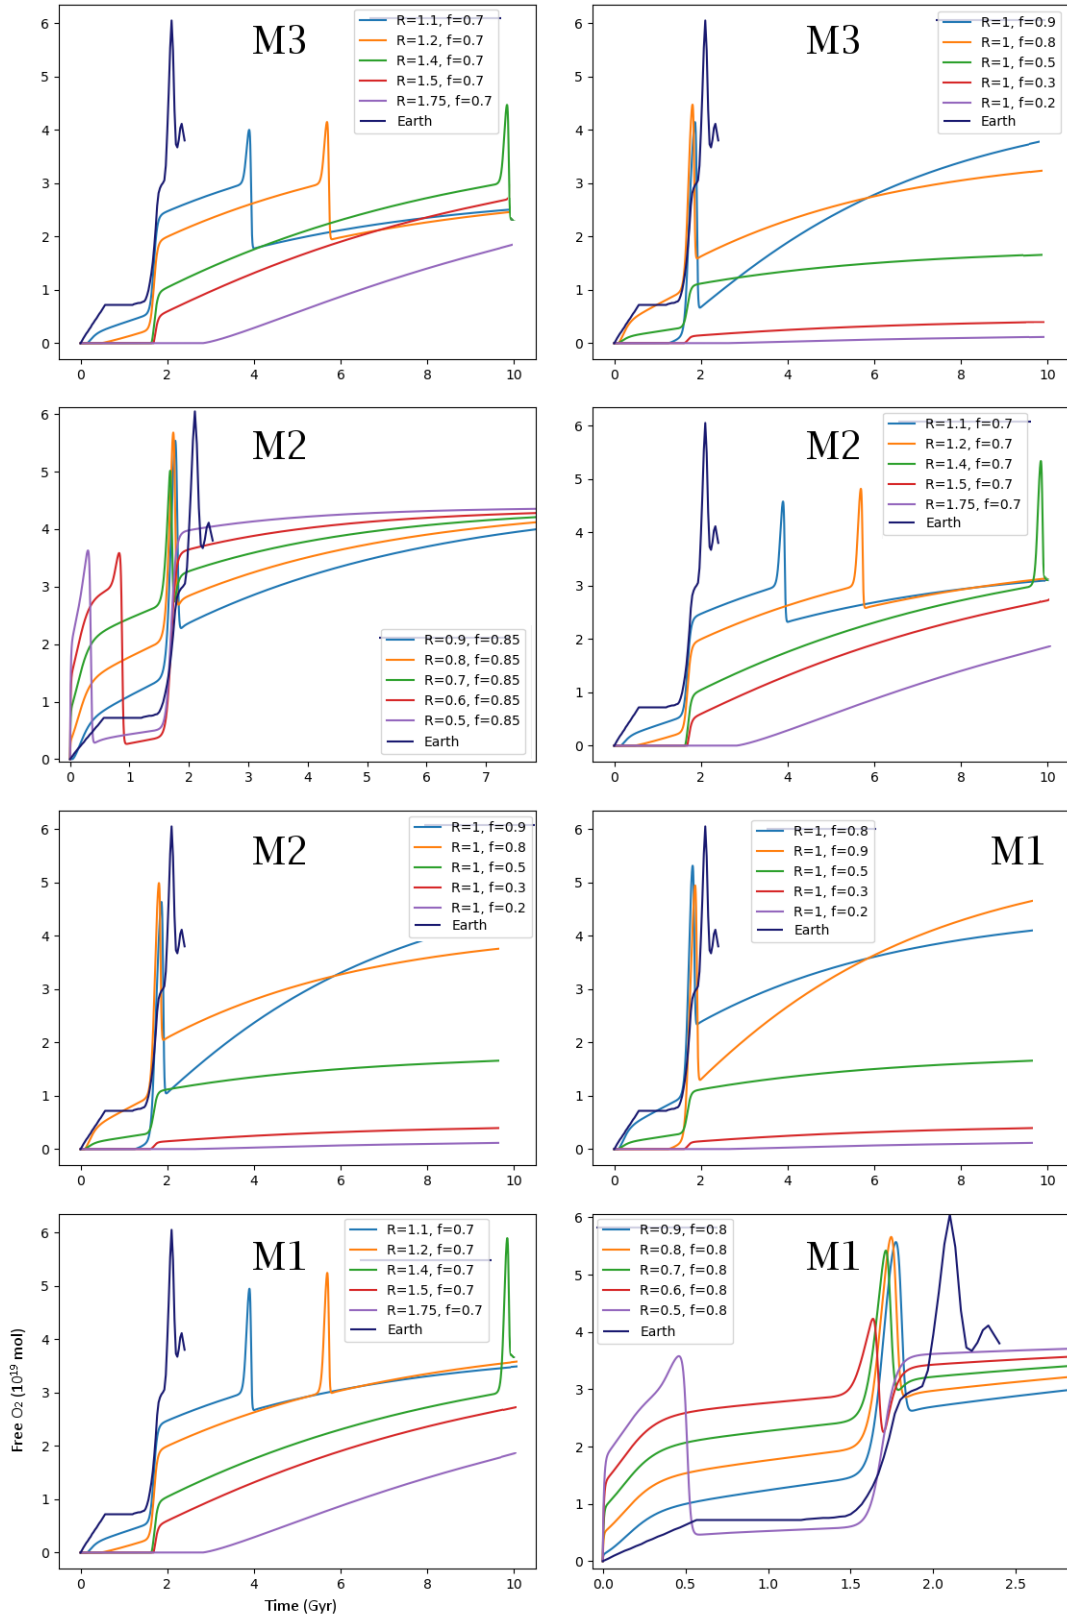 M3
R=1.1, f=0.7
R=1.2, f=0.7
R=1.4, f=0.7
R=1.5, f=0.7
R=1.75, f=0.7
Earth
6
5
4
3
2
1
0
0 2 4 6 8 10
M3
R=1, f=0.9
R=1, f=0.8
R=1, f=0.5
R=1, f=0.3
R=1, f=0.2
Earth
6
5
4
3
2
1
0
0 2 4 6 8 10
M2
R=0.9, f=0.85
R=0.8, f=0.85
R=0.7, f=0.85
R=0.6, f=0.85
R=0.5, f=0.85
Earth
6
5
4
3
2
1
0
0 1 2 3 4 5 6 7
M2
R=1.1, f=0.7
R=1.2, f=0.7
R=1.4, f=0.7
R=1.5, f=0.7
R=1.75, f=0.7
Earth
6
5
4
3
2
1
0
0 2 4 6 8 10
M2
R=1, f=0.9
R=1, f=0.8
R=1, f=0.5
R=1, f=0.3
R=1, f=0.2
Earth
6
5
4
3
2
1
0
0 2 4 6 8 10
M1
R=1, f=0.8
R=1, f=0.9
R=1, f=0.5
R=1, f=0.3
R=1, f=0.2
Earth
6
5
4
3
2
1
0
0 2 4 6 8 10
M1
R=1.1, f=0.7
R=1.2, f=0.7
R=1.4, f=0.7
R=1.5, f=0.7
R=1.75, f=0.7
Earth
6
5
4
3
2
1
0
0 2 4 6 8 10
Free O₂ (10¹⁹ mol)
Time (Gyr)
M1
R=0.9, f=0.8
R=0.8, f=0.8
R=0.7, f=0.8
R=0.6, f=0.8
R=0.5, f=0.8
Earth
6
5
4
3
2
1
0
0.0 0.5 1.0 1.5 2.0 2.5